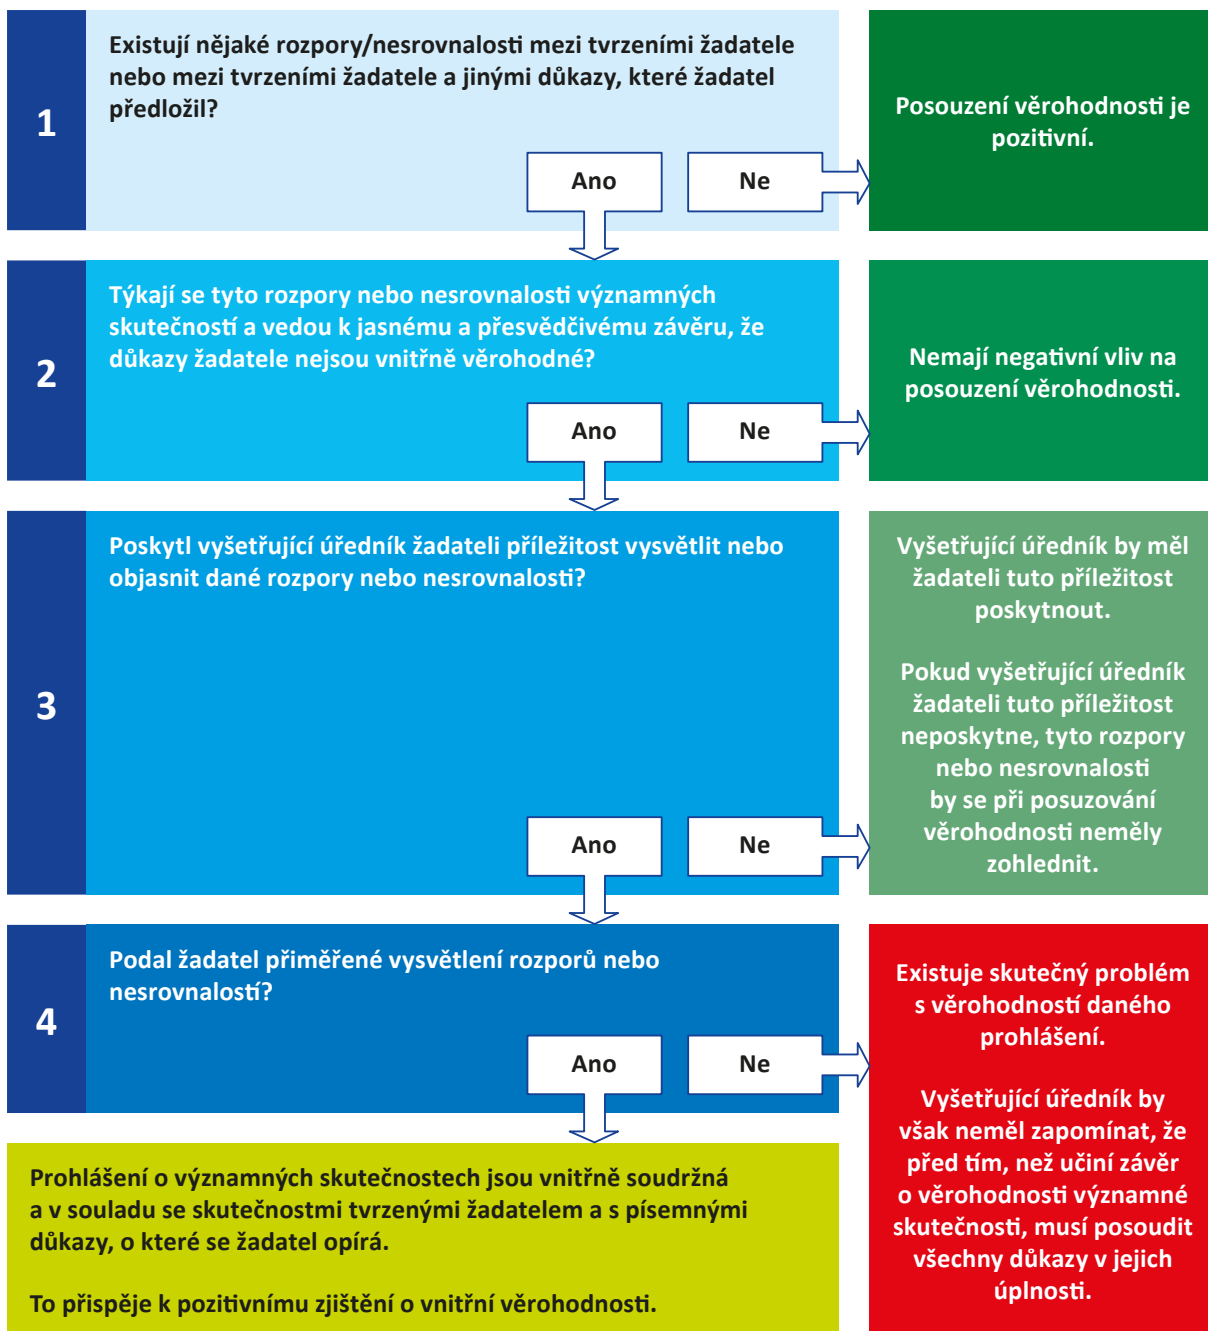 1
Existují nějaké rozpory/nesrovnalosti mezi tvrzeními žadatele
nebo mezi tvrzeními žadatele a jinými důkazy, které žadatel
předložil?
Ano
Ne
Posouzení věrohodnosti je
pozitivní.
2
Týkají se tyto rozpory nebo nesrovnalosti významných
skutečností a vedou k jasnému a přesvědčivému závěru, že
důkazy žadatele nejsou vnitřně věrohodné?
Ano
Ne
Nemají negativní vliv na
posouzení věrohodnosti.
3
Poskytl vyšetřující úředník žadateli příležitost vysvětlit nebo
objasnit dané rozpory nebo nesrovnalosti?
Ano
Ne
Vyšetřující úředník by měl
žadateli tuto příležitost
poskytnout.
Pokud vyšetřující úředník
žadateli tuto příležitost
neposkytne, tyto rozpory
nebo nesrovnalosti
by se při posuzování
věrohodnosti neměly
zohlednit.
4
Podal žadatel přiměřené vysvětlení rozporů nebo
nesrovnalostí?
Ano
Ne
Existuje skutečný problém
s věrohodností daného
prohlášení.
Vyšetřující úředník by
však neměl zapomínat, že
před tím, než učiní závěr
o věrohodnosti významné
skutečnosti, musí posoudit
všechny důkazy v jejich
úplnosti.
Prohlášení o významných skutečnostech jsou vnitřně soudržná
a v souladu se skutečnostmi tvrzenými žadatelem a s písemnými
důkazy, o které se žadatel opírá.
To přispěje k pozitivnímu zjištění o vnitřní věrohodnosti.